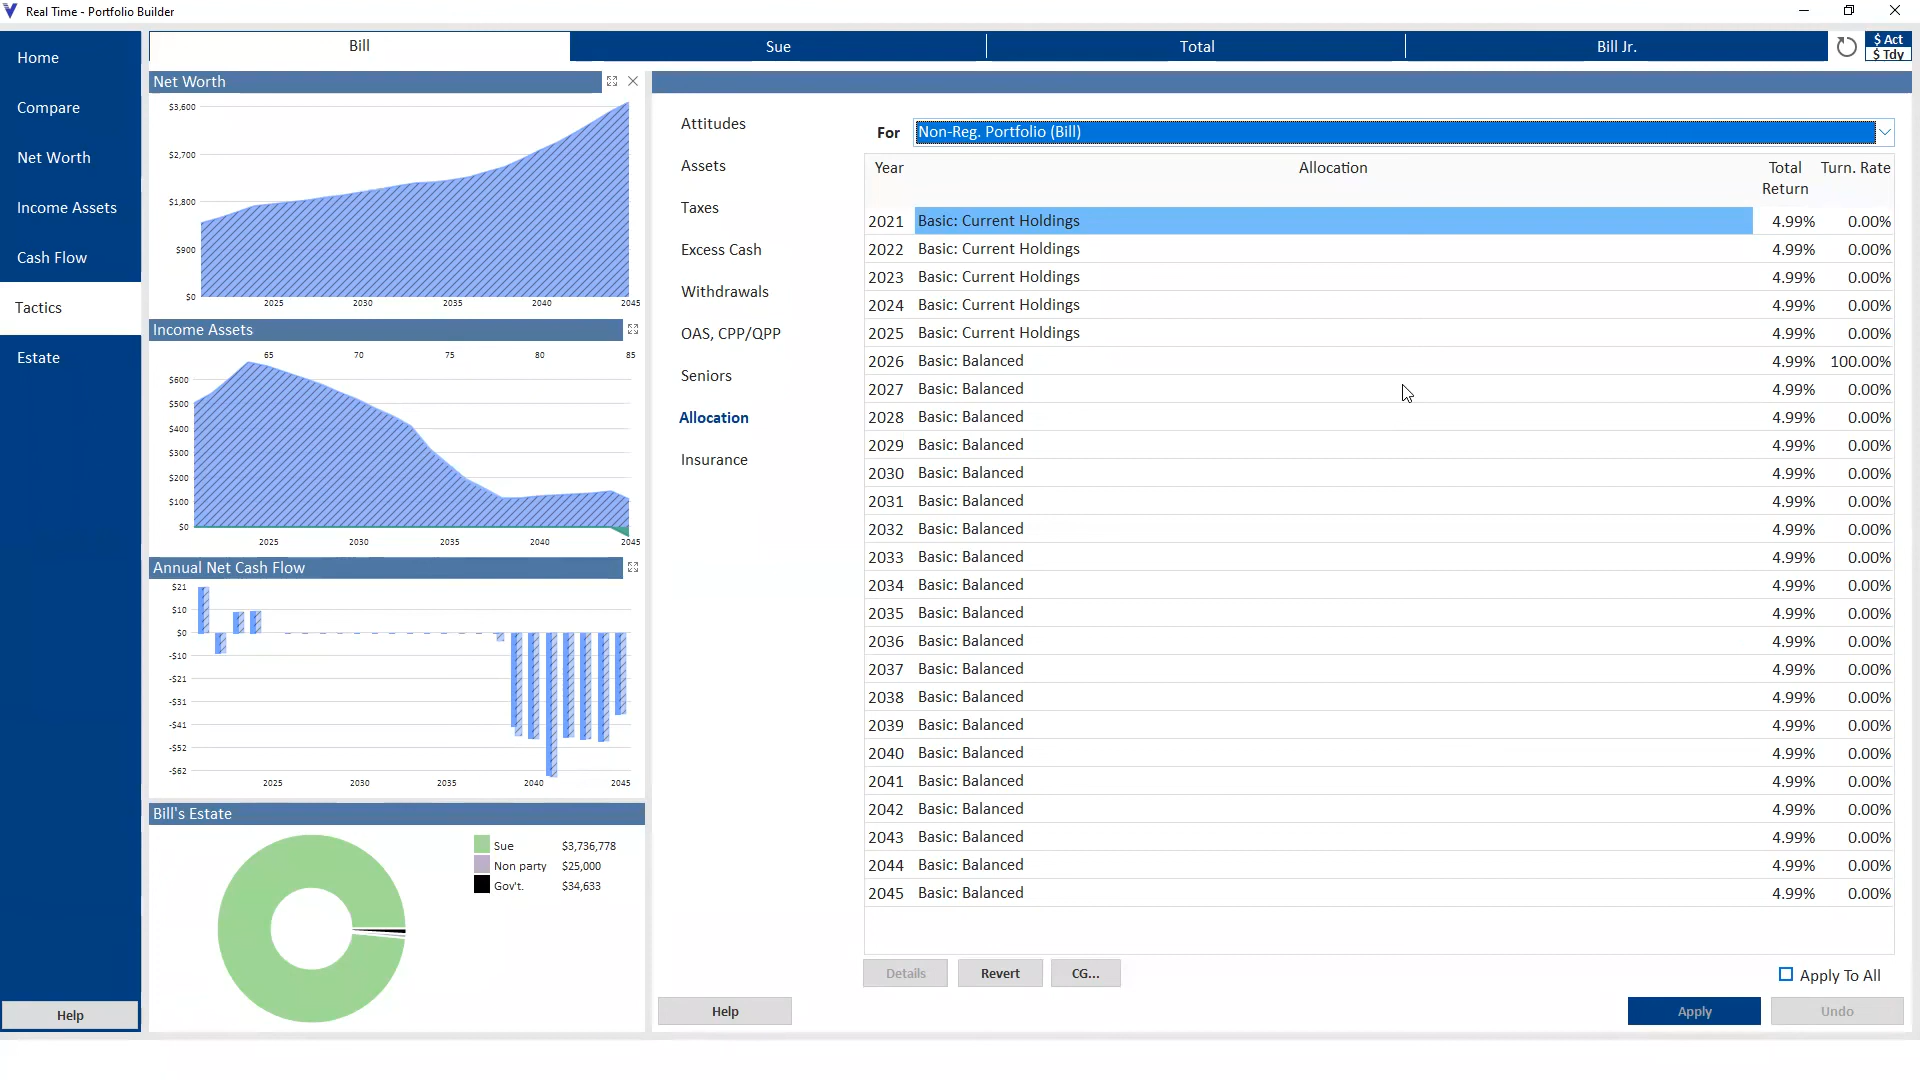 Real Time - Portfolio Builder
Home
Compare
Net Worth
Income Assets
Cash Flow
Tactics
Estate
Help
Bill
Sue
Total
Bill Jr.
$ Act
$ Tdy
Net Worth
$3,600
$2,700
$1,800
$900
$0
2025 2030 2035 2040 2045
Income Assets
65 70 75 80 85
$600
$500
$400
$300
$200
$100
$0
2025 2030 2035 2040 2045
Annual Net Cash Flow
$21
$10
$0
-$10
-$21
-$31
-$41
-$52
-$62
2025 2030 2035 2040 2045
Bill's Estate
Sue $3,736,778
Non party $25,000
Gov't. $34,633
Attitudes
Assets
Taxes
Excess Cash
Withdrawals
OAS, CPP/QPP
Seniors
Allocation
Insurance
Help
For Non-Reg. Portfolio (Bill)
Year Allocation Total Return Turn. Rate
2021 Basic: Current Holdings 4.99% 0.00%
2022 Basic: Current Holdings 4.99% 0.00%
2023 Basic: Current Holdings 4.99% 0.00%
2024 Basic: Current Holdings 4.99% 0.00%
2025 Basic: Current Holdings 4.99% 0.00%
2026 Basic: Balanced 4.99% 100.00%
2027 Basic: Balanced 4.99% 0.00%
2028 Basic: Balanced 4.99% 0.00%
2029 Basic: Balanced 4.99% 0.00%
2030 Basic: Balanced 4.99% 0.00%
2031 Basic: Balanced 4.99% 0.00%
2032 Basic: Balanced 4.99% 0.00%
2033 Basic: Balanced 4.99% 0.00%
2034 Basic: Balanced 4.99% 0.00%
2035 Basic: Balanced 4.99% 0.00%
2036 Basic: Balanced 4.99% 0.00%
2037 Basic: Balanced 4.99% 0.00%
2038 Basic: Balanced 4.99% 0.00%
2039 Basic: Balanced 4.99% 0.00%
2040 Basic: Balanced 4.99% 0.00%
2041 Basic: Balanced 4.99% 0.00%
2042 Basic: Balanced 4.99% 0.00%
2043 Basic: Balanced 4.99% 0.00%
2044 Basic: Balanced 4.99% 0.00%
2045 Basic: Balanced 4.99% 0.00%
Details Revert CG...
Apply To All
Apply Undo